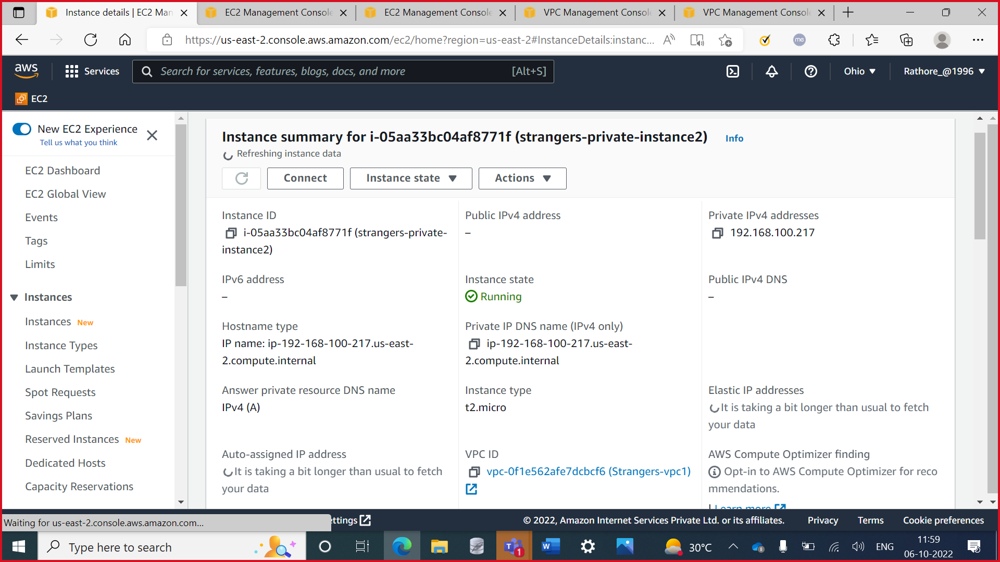 Instance details | EC2 Man
EC2 Management Console
EC2 Management Console
VPC Management Console
VPC Management Console
https://us-east-2.console.aws.amazon.com/ec2/home?region=us-east-2#InstanceDetails:instanc...
me
aws
Services
Search for services, features, blogs, docs, and more
[Alt+S]
Ohio
Rathore_@1996
EC2
New EC2 Experience
Tell us what you think
EC2 Dashboard
EC2 Global View
Events
Tags
Limits
Instances
Instances New
Instance Types
Launch Templates
Spot Requests
Savings Plans
Reserved Instances New
Dedicated Hosts
Capacity Reservations
Instance summary for i-05aa33bc04af8771f (strangers-private-instance2)
Info
Refreshing instance data
Connect
Instance state
Actions
Instance ID
i-05aa33bc04af8771f (strangers-private-
instance2)
Public IPv4 address
–
Private IPv4 addresses
192.168.100.217
IPv6 address
–
Instance state
Running
Public IPv4 DNS
–
Hostname type
IP name: ip-192-168-100-217.us-east-
2.compute.internal
Private IP DNS name (IPv4 only)
ip-192-168-100-217.us-east-
2.compute.internal
Answer private resource DNS name
IPv4 (A)
Instance type
t2.micro
Elastic IP addresses
It is taking a bit longer than usual to fetch
your data
Auto-assigned IP address
It is taking a bit longer than usual to fetch
your data
VPC ID
vpc-0f1e562afe7dcbcf6 (Strangers-vpc1)
AWS Compute Optimizer finding
Opt-in to AWS Compute Optimizer for reco
mmendations.
| Learn more
Waiting for us-east-2.console.aws.amazon.com...
ettings
© 2022, Amazon Internet Services Private Ltd. or its affiliates.
Privacy
Terms
Cookie preferences
Type here to search
T
1
W
30°C
ENG
11:59
06-10-2022